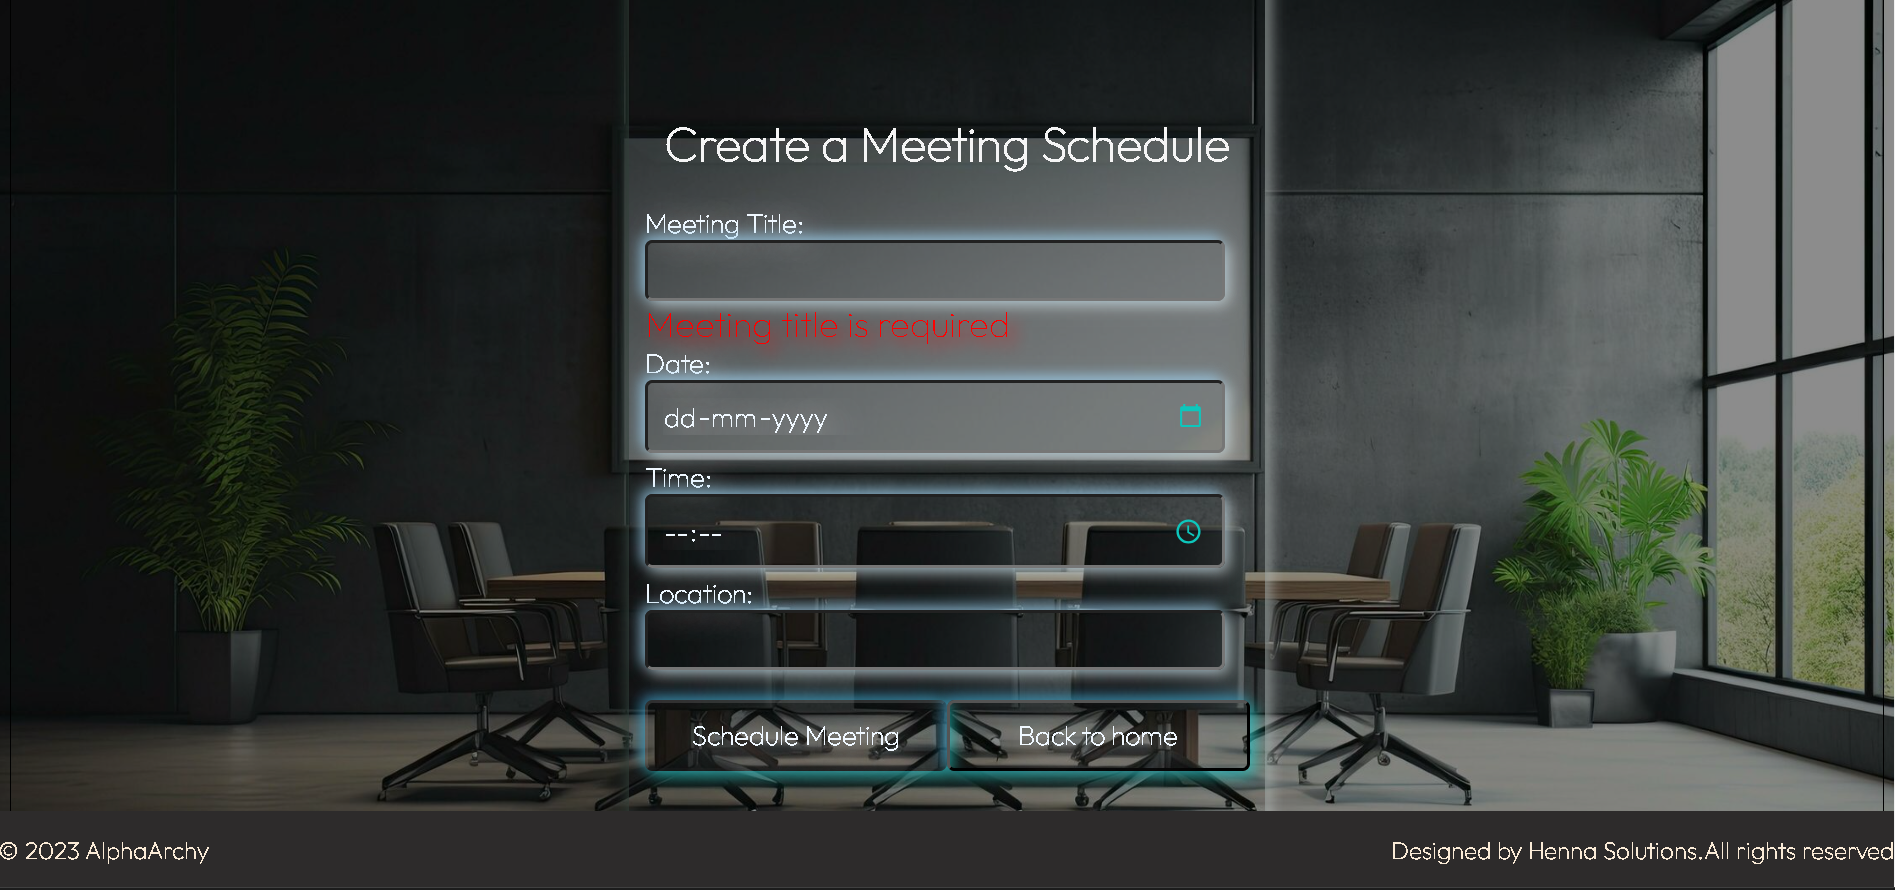 Create a Meeting Schedule
Meeting Title:
Meeting title is required
Date:
dd-mm-yyyy
Time:
--:--
Location:
Schedule Meeting
Back to home
© 2023 AlphaArchy
Designed by Henna Solutions.All rights reserved